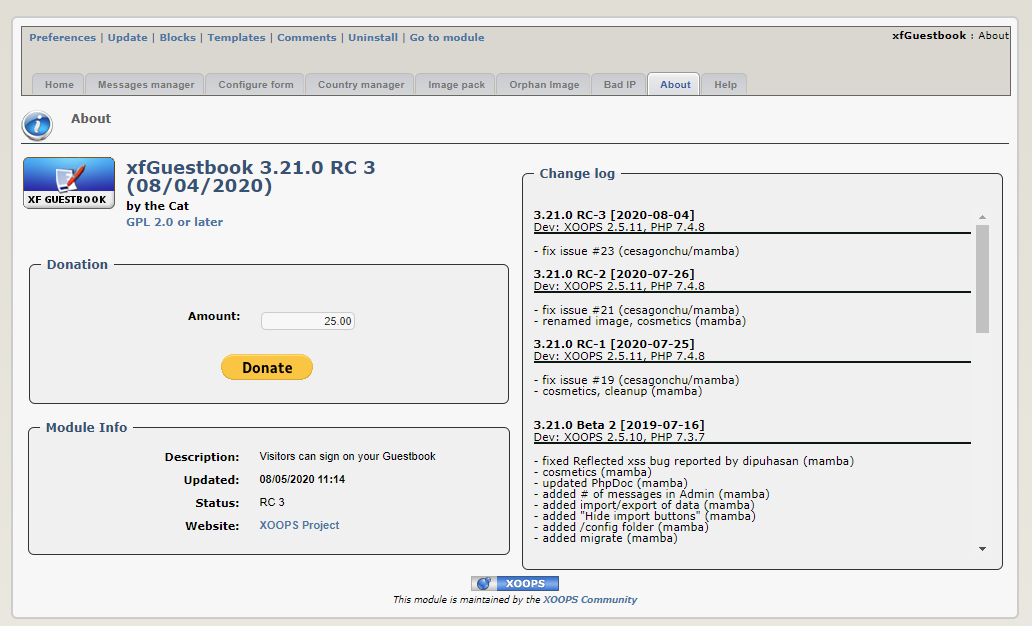 Preferences | Update | Blocks | Templates | Comments | Uninstall | Go to module
xfGuestbook : About
Home
Messages manager
Configure form
Country manager
Image pack
Orphan Image
Bad IP
About
Help
About
XF GUESTBOOK
xfGuestbook 3.21.0 RC 3
(08/04/2020)
by the Cat
GPL 2.0 or later
Donation
Amount:
25.00
Donate
Module Info
Description: Visitors can sign on your Guestbook
Updated: 08/05/2020 11:14
Status: RC 3
Website: XOOPS Project
Change log
3.21.0 RC-3 [2020-08-04]
Dev: XOOPS 2.5.11, PHP 7.4.8
- fix issue #23 (cesagonchu/mamba)
3.21.0 RC-2 [2020-07-26]
Dev: XOOPS 2.5.11, PHP 7.4.8
- fix issue #21 (cesagonchu/mamba)
- renamed image, cosmetics (mamba)
3.21.0 RC-1 [2020-07-25]
Dev: XOOPS 2.5.11, PHP 7.4.8
- fix issue #19 (cesagonchu/mamba)
- cosmetics, cleanup (mamba)
3.21.0 Beta 2 [2019-07-16]
Dev: XOOPS 2.5.10, PHP 7.3.7
- fixed Reflected xss bug reported by dipuhasan (mamba)
- cosmetics (mamba)
- updated PhpDoc (mamba)
- added # of messages in Admin (mamba)
- added import/export of data (mamba)
- added "Hide import buttons" (mamba)
- added /config folder (mamba)
- added migrate (mamba)
XOOPS
This module is maintained by the XOOPS Community